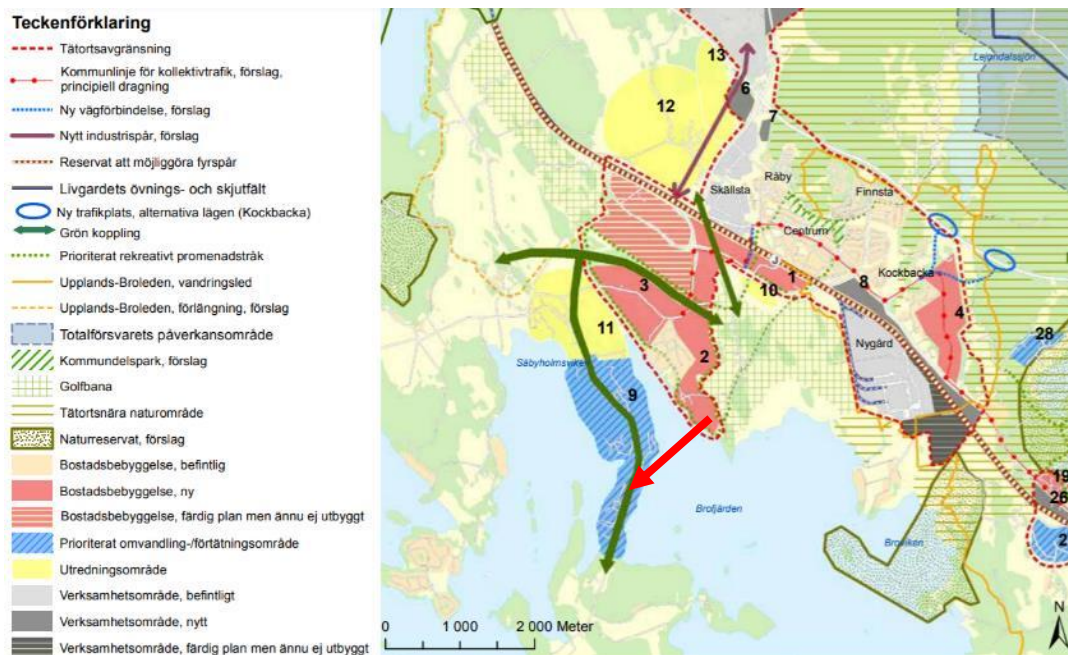 Teckenförklaring
Tätortsavgränsning
Kommunlinje för kollektivtrafik, förslag,
principiell dragning
Ny vägförbindelse, förslag
Nytt industrispår, förslag
Reservat att möjliggöra fyrspår
Livgardets övnings- och skjutfält
Ny trafikplats, alternativa lägen (Kockbacka)
Grön koppling
Prioriterat rekreativt promenadstråk
Upplands-Broleden, vandringsled
Upplands-Broleden, förlängning, förslag
Totalförsvarets påverkansområde
Kommundelspark, förslag
Golfbana
Tätortsnära naturområde
Naturreservat, förslag
Bostadsbebyggelse, befintlig
Bostadsbebyggelse, ny
Bostadsbebyggelse, färdig plan men ännu ej utbyggt
Prioriterat omvandling-/förtätningsområde
Utredningsområde
Verksamhetsområde, befintligt
Verksamhetsområde, nytt
Verksamhetsområde, färdig plan men ännu ej utbyggt
13
Lejondalssjön
12
6
7
Skällsta
Råby
Finnsta
Centrum
J
Kockbacka
3
1
10
8
4
11
Nygård
28
Säbyholmsviken
2
9
19
26
Brofjärden
Broviken
2
0
1 000
2 000 Meter
N